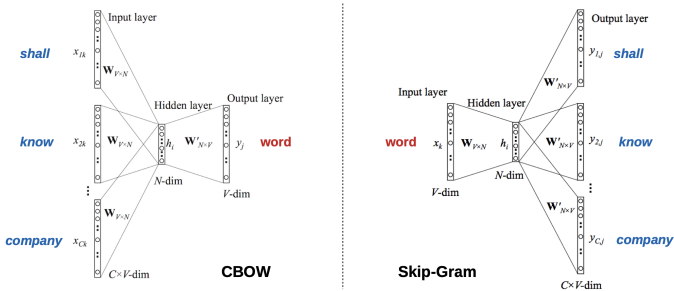 Input layer
shall
x1k
WV×N
Hidden layer
Output layer
know
x2k
WV×N
hi
W'N×V
yj
word
N-dim
V-dim
WV×N
company
xCk
C×V-dim
CBOW
Output layer
y1,j
shall
W'N×V
Input layer
Hidden layer
word
xk
WV×N
hi
W'N×V
y2,j
know
N-dim
V-dim
W'N×V
yC,j
company
C×V-dim
Skip-Gram